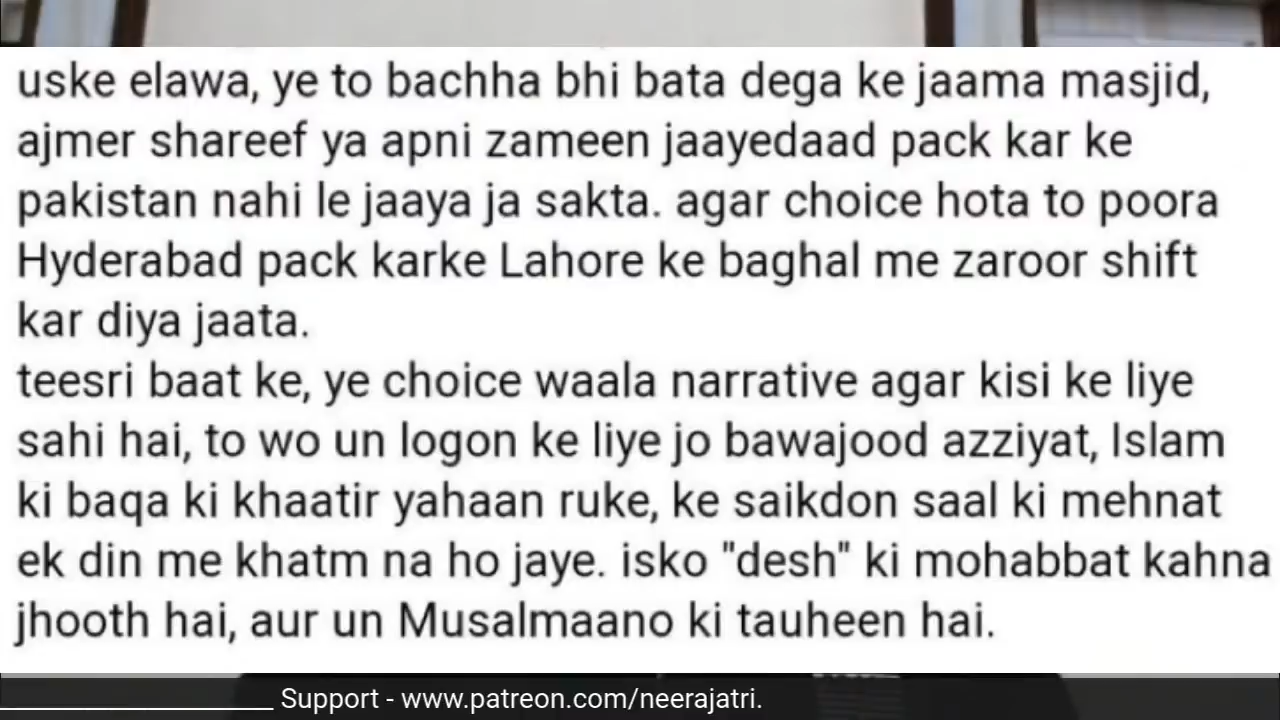 uske elawa, ye to bachha bhi bata dega ke jaama masjid,
ajmer shareef ya apni zameen jaayedaad pack kar ke
pakistan nahi le jaaya ja sakta. agar choice hota to poora
Hyderabad pack karke Lahore ke baghal me zaroor shift
kar diya jaata.
teesri baat ke, ye choice waala narrative agar kisi ke liye
sahi hai, to wo un logon ke liye jo bawajood azziyat, Islam
ki baqa ki khaatir yahaan ruke, ke saikdon saal ki mehnat
ek din me khatm na ho jaye. isko "desh" ki mohabbat kahna
jhooth hai, aur un Musalmaano ki tauheen hai.
Support - www.patreon.com/neerajatri.